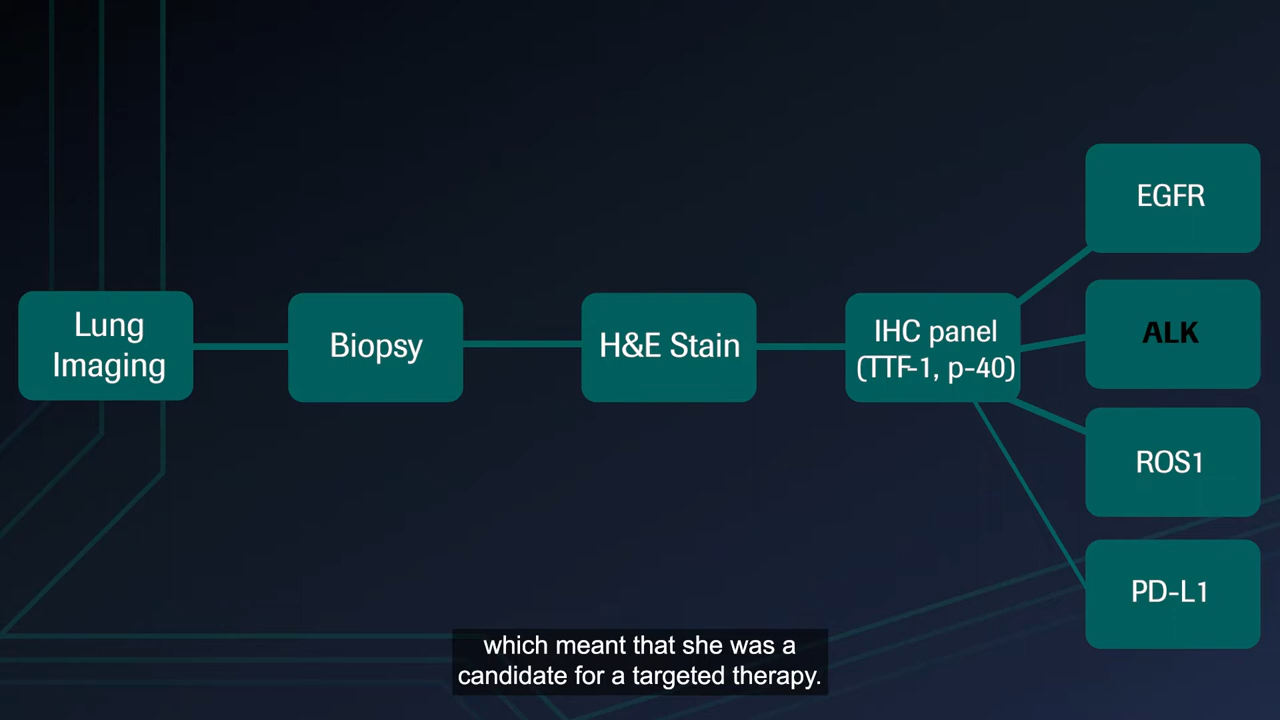 Lung
Imaging
Biopsy
H&E Stain
IHC panel
(TTF-1, p-40)
EGFR
ALK
ROS1
PD-L1
which meant that she was a
candidate for a targeted therapy.